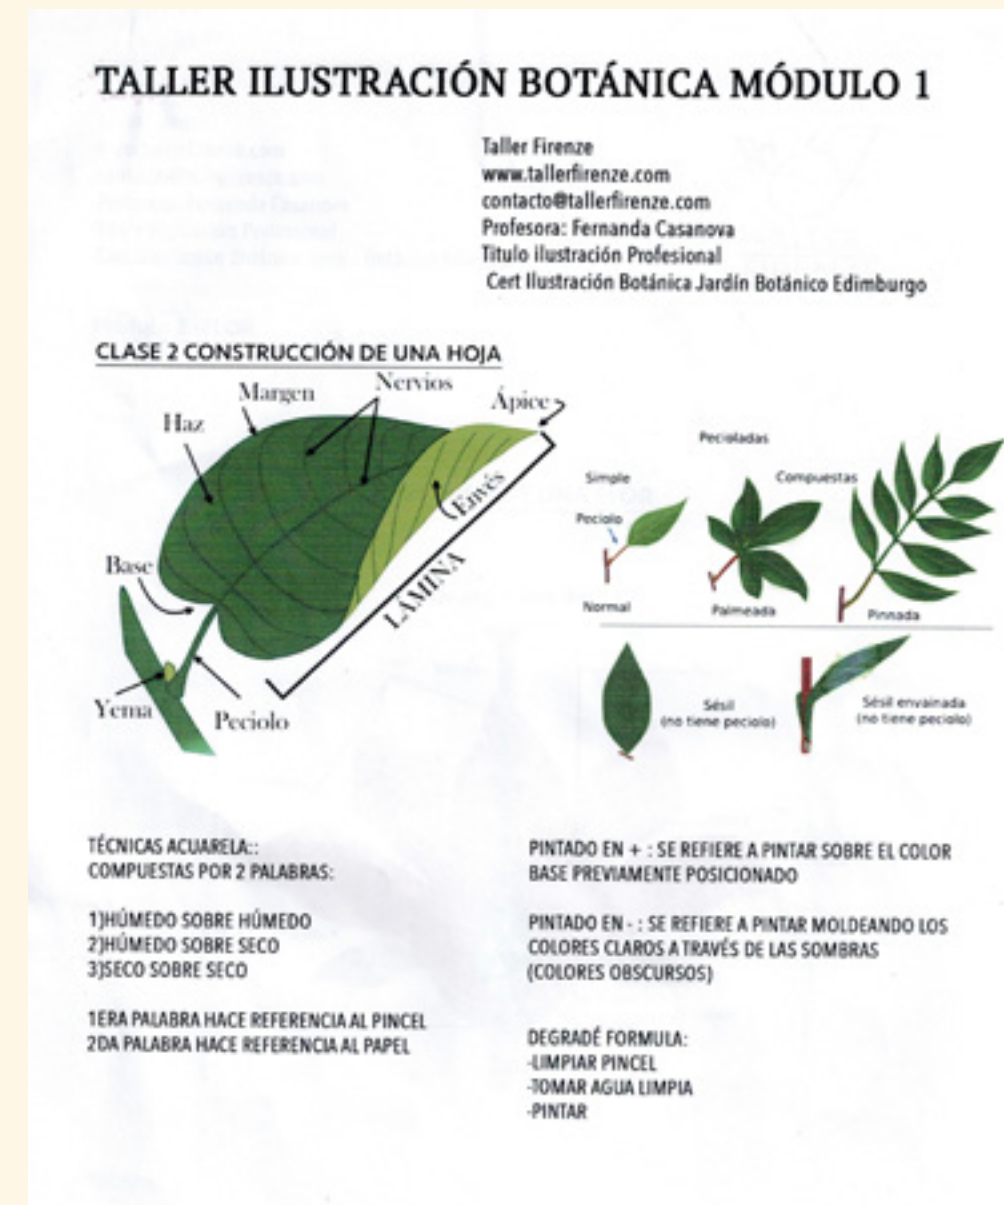 TALLER ILUSTRACIÓN BOTÁNICA MÓDULO 1
Taller Firenze
www.tallerfirenze.com
contacto@tallerfirenze.com
Profesora: Fernanda Casanova
Titulo ilustración Profesional
Cert Ilustración Botánica Jardín Botánico Edimburgo
CLASE 2 CONSTRUCCIÓN DE UNA HOJA
Nervios
Margen
Ápice
Haz
Envés
Base
LÁMINA
Yema
Peciolo
Pecioladas
Simple
Compuestas
Peciolo
Normal
Palmeada
Pinnada
Sésil
(no tiene peciolo)
Sésil envainada
(no tiene peciolo)
TÉCNICAS ACUARELA::
COMPUESTAS POR 2 PALABRAS:
1)HÚMEDO SOBRE HÚMEDO
2)HÚMEDO SOBRE SECO
3)SECO SOBRE SECO
1ERA PALABRA HACE REFERENCIA AL PINCEL
2DA PALABRA HACE REFERENCIA AL PAPEL
PINTADO EN + : SE REFIERE A PINTAR SOBRE EL COLOR
BASE PREVIAMENTE POSICIONADO
PINTADO EN - : SE REFIERE A PINTAR MOLDEANDO LOS
COLORES CLAROS A TRAVÉS DE LAS SOMBRAS
(COLORES OBSCURSOS)
DEGRADÉ FORMULA:
-LIMPIAR PINCEL
-TOMAR AGUA LIMPIA
-PINTAR